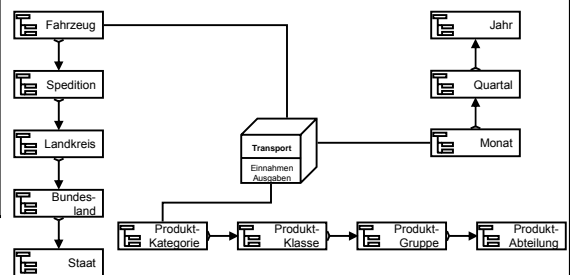 Fahrzeug
Jahr
Spedition
Quartal
Landkreis
Transport
Monat
Einnahmen
Ausgaben
Bundes-
land
Produkt-
Kategorie
Produkt-
Klasse
Produkt-
Gruppe
Produkt-
Abteilung
Staat